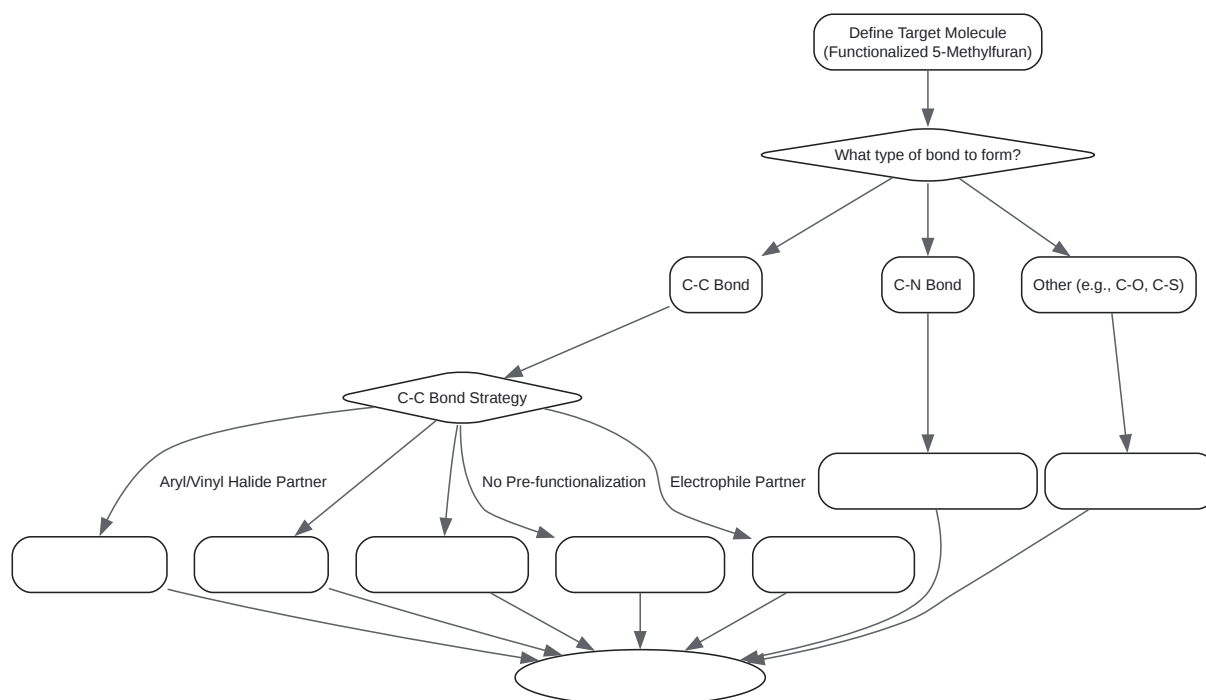 Define Target Molecule
(Functionalized 5-Methylfuran)
What type of bond to form?
C-C Bond
C-N Bond
Other (e.g., C-O, C-S)
C-C Bond Strategy
Aryl/Vinyl Halide Partner
No Pre-functionalization
Electrophile Partner